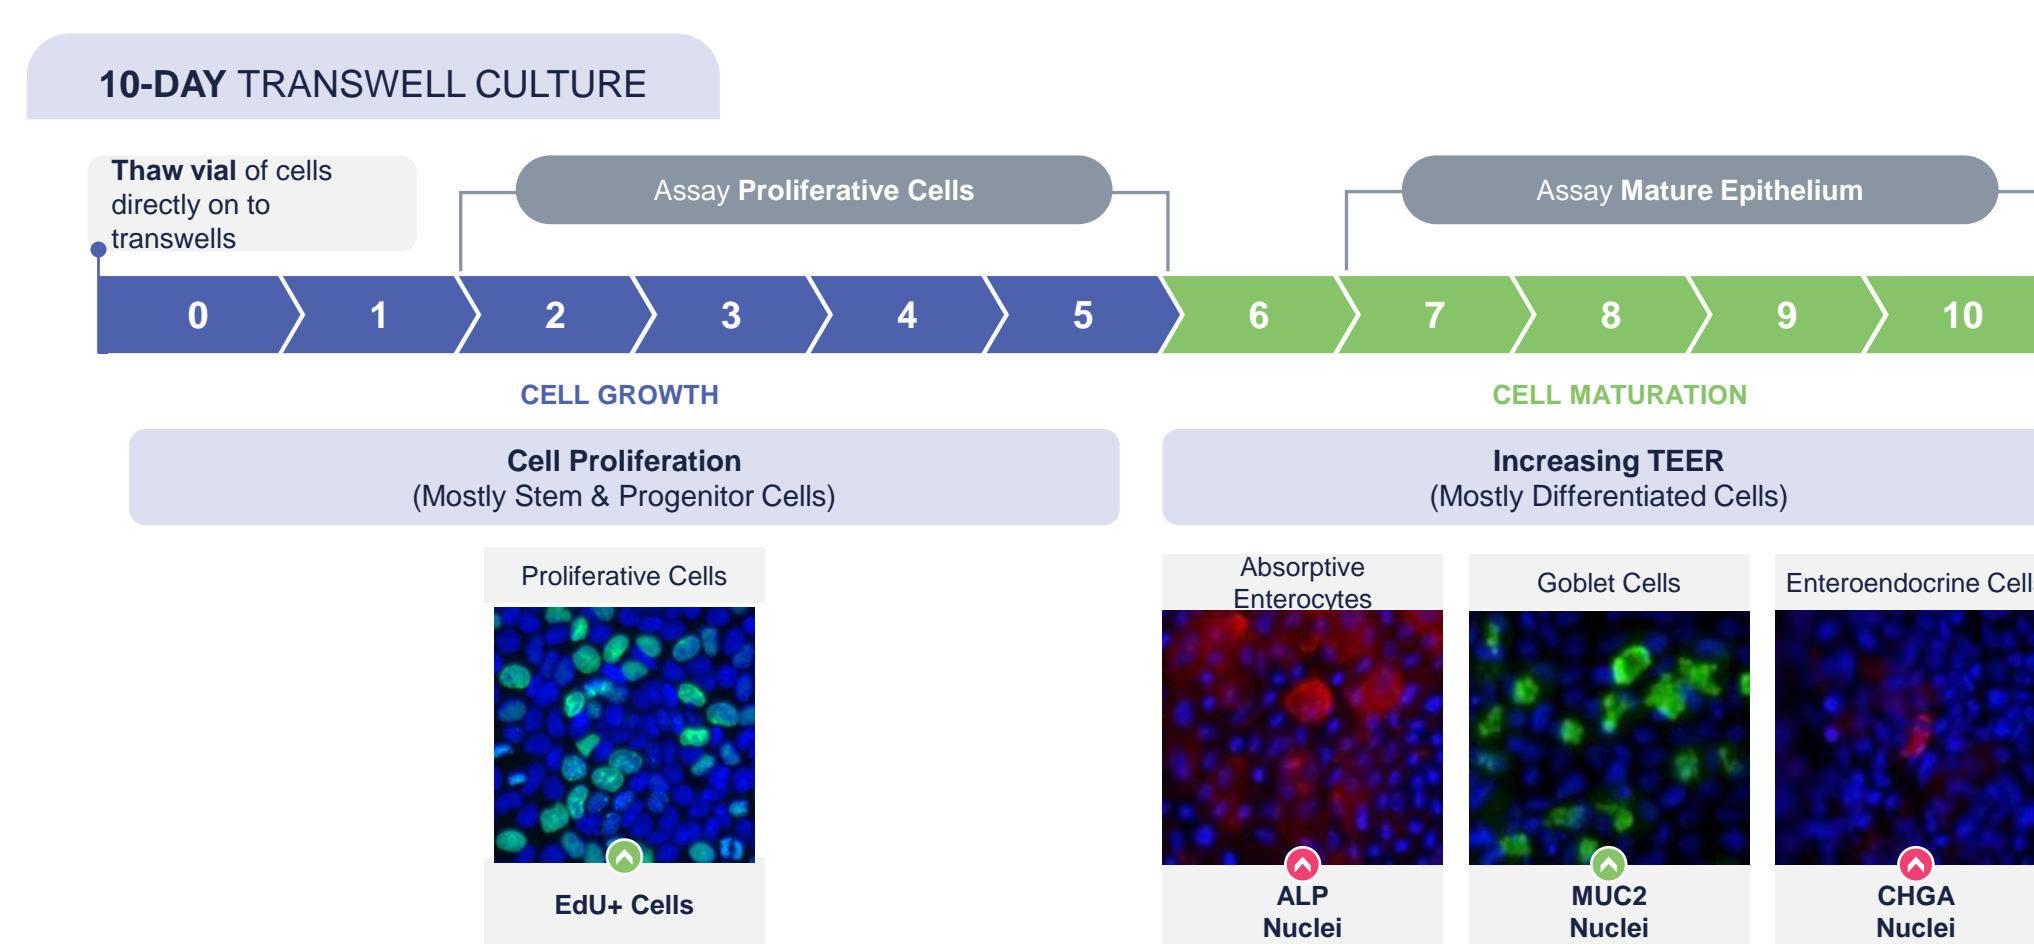 10-DAY TRANSWELL CULTURE
Thaw vial of cells
directly on to
transwells
Assay Proliferative Cells
Assay Mature Epithelium
0 1 2 3 4 5 6 7 8 9 10
CELL GROWTH
CELL MATURATION
Cell Proliferation
(Mostly Stem & Progenitor Cells)
Increasing TEER
(Mostly Differentiated Cells)
Proliferative Cells
EdU+ Cells
Absorptive
Enterocytes
ALP
Nuclei
Goblet Cells
MUC2
Nuclei
Enteroendocrine Cells
CHGA
Nuclei